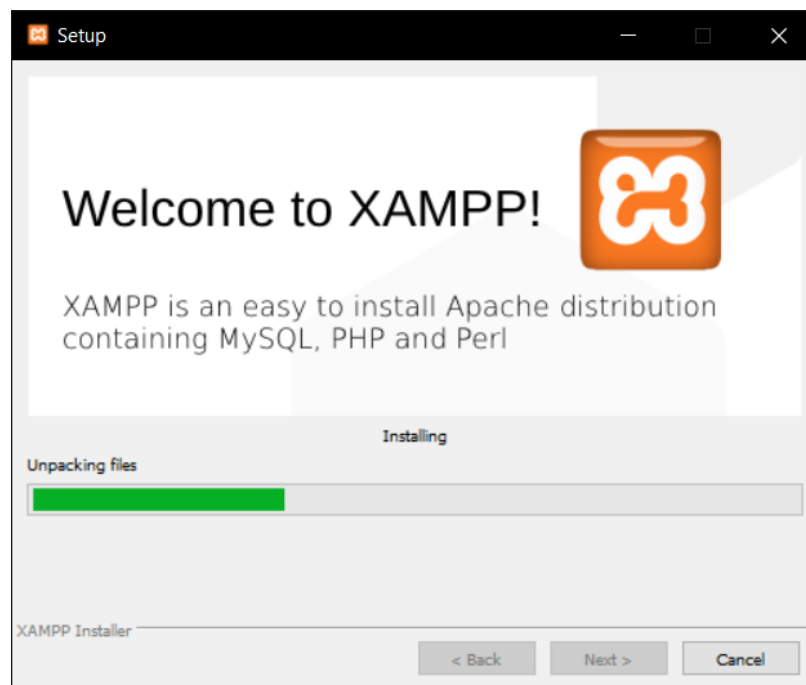 Setup
Welcome to XAMPP!
XAMPP is an easy to install Apache distribution
containing MySQL, PHP and Perl
Installing
Unpacking files
XAMPP Installer
< Back
Next >
Cancel